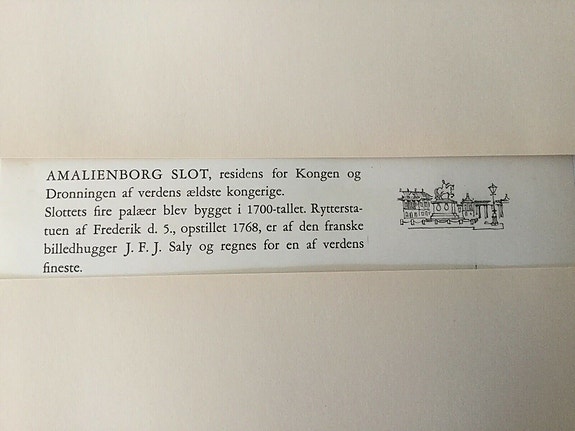 AMALIENBORG SLOT, residens for Kongen og
Dronningen af verdens ældste kongerige.
Slottets fire palæer blev bygget i 1700-tallet. Ryttersta-
tuen af Frederik d. 5., opstillet 1768, er af den franske
billedhugger J. F. J. Saly og regnes for en af verdens
fineste.